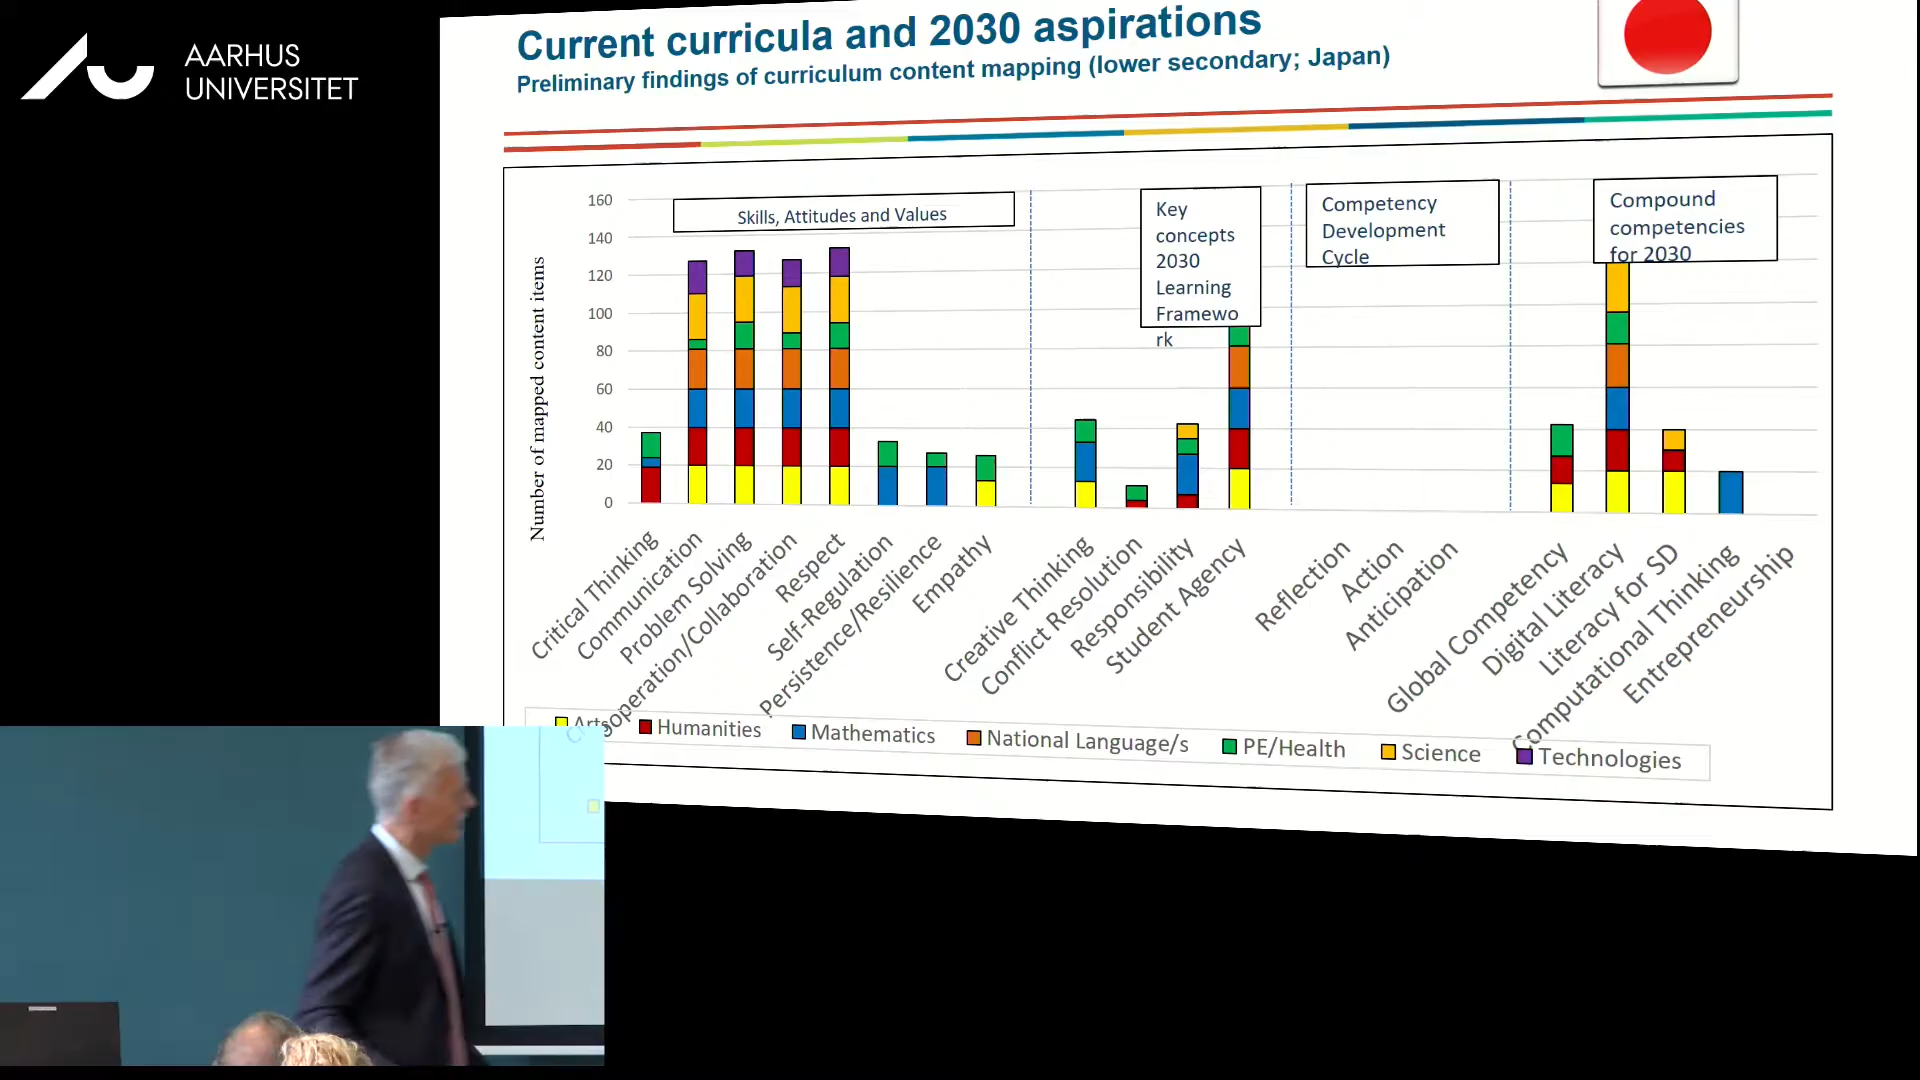 AARHUS
UNIVERSITET
Current curricula and 2030 aspirations
Preliminary findings of curriculum content mapping (lower secondary; Japan)
Number of mapped content items
160
140
120
100
80
60
40
20
0
Skills, Attitudes and Values
Key
concepts
2030
Learning
Framewo
rk
Competency
Development
Cycle
Compound
competencies
for 2030
Critical Thinking
Communication
Problem Solving
Cooperation/Collaboration
Respect
Self-Regulation
Persistence/Resilience
Empathy
Creative Thinking
Conflict Resolution
Responsibility
Student Agency
Reflection
Action
Anticipation
Global Competency
Digital Literacy
Literacy for SD
Computational Thinking
Entrepreneurship
Arts
Humanities
Mathematics
National Language/s
PE/Health
Science
Technologies